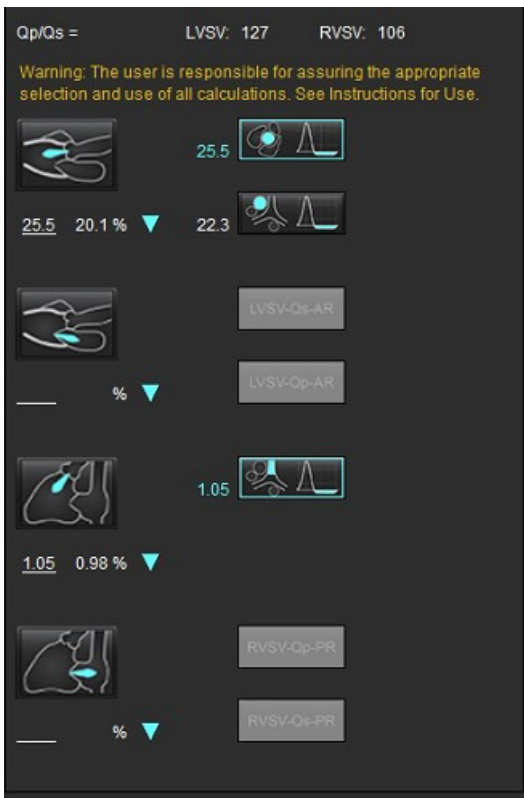 Qp/Qs = LVSV: 127 RVSV: 106
Warning: The user is responsible for assuring the appropriate
selection and use of all calculations. See Instructions for Use.
25.5
25.5 20.1 % 22.3
LVSV-Qs-AR
LVSV-Qp-AR
%
1.05
1.05 0.98 %
RVSV-Qp-PR
RVSV-Qs-PR
%